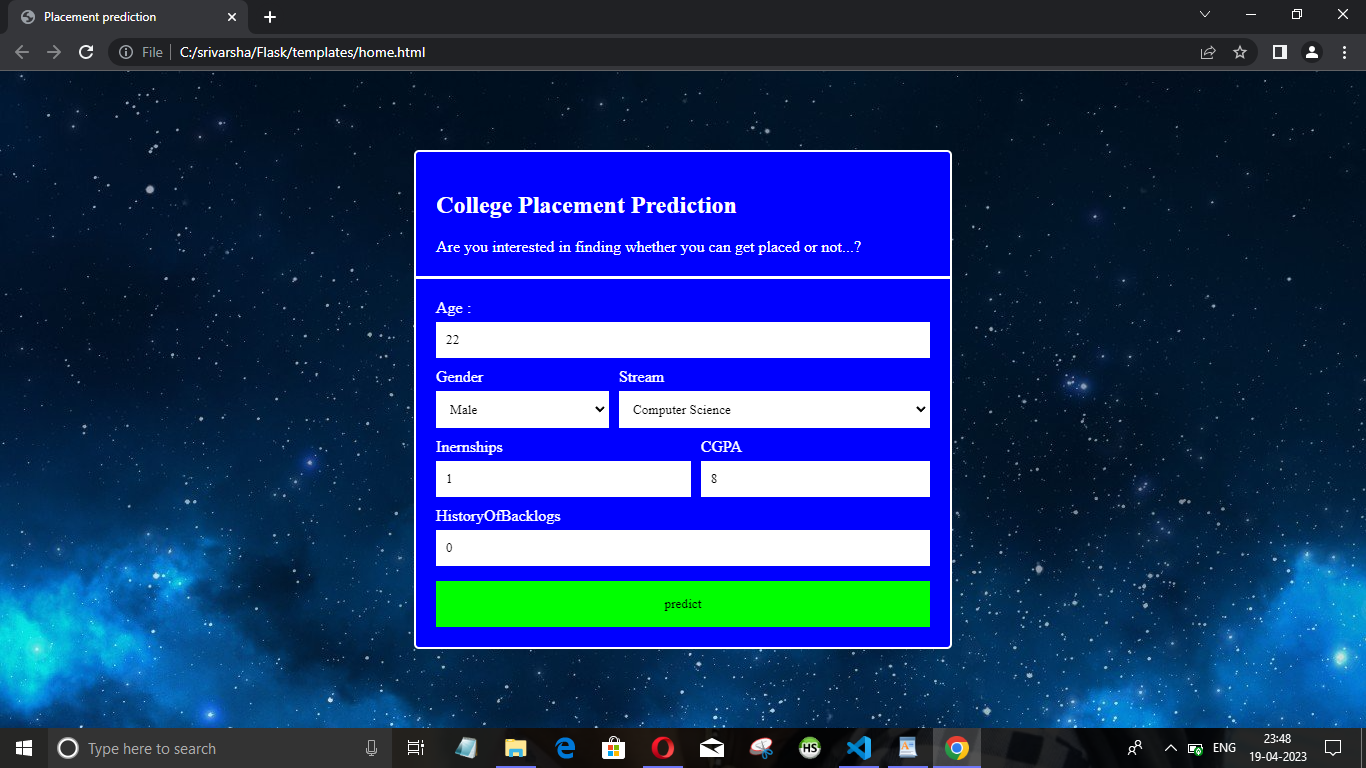 Placement prediction
File
C:/srivarsha/Flask/templates/home.html
College Placement Prediction
Are you interested in finding whether you can get placed or not...?
Age :
22
Gender Stream
Male Computer Science
Inernships CGPA
1 8
HistoryOfBacklogs
0
predict
Type here to search
HS
ENG
23:48
19-04-2023